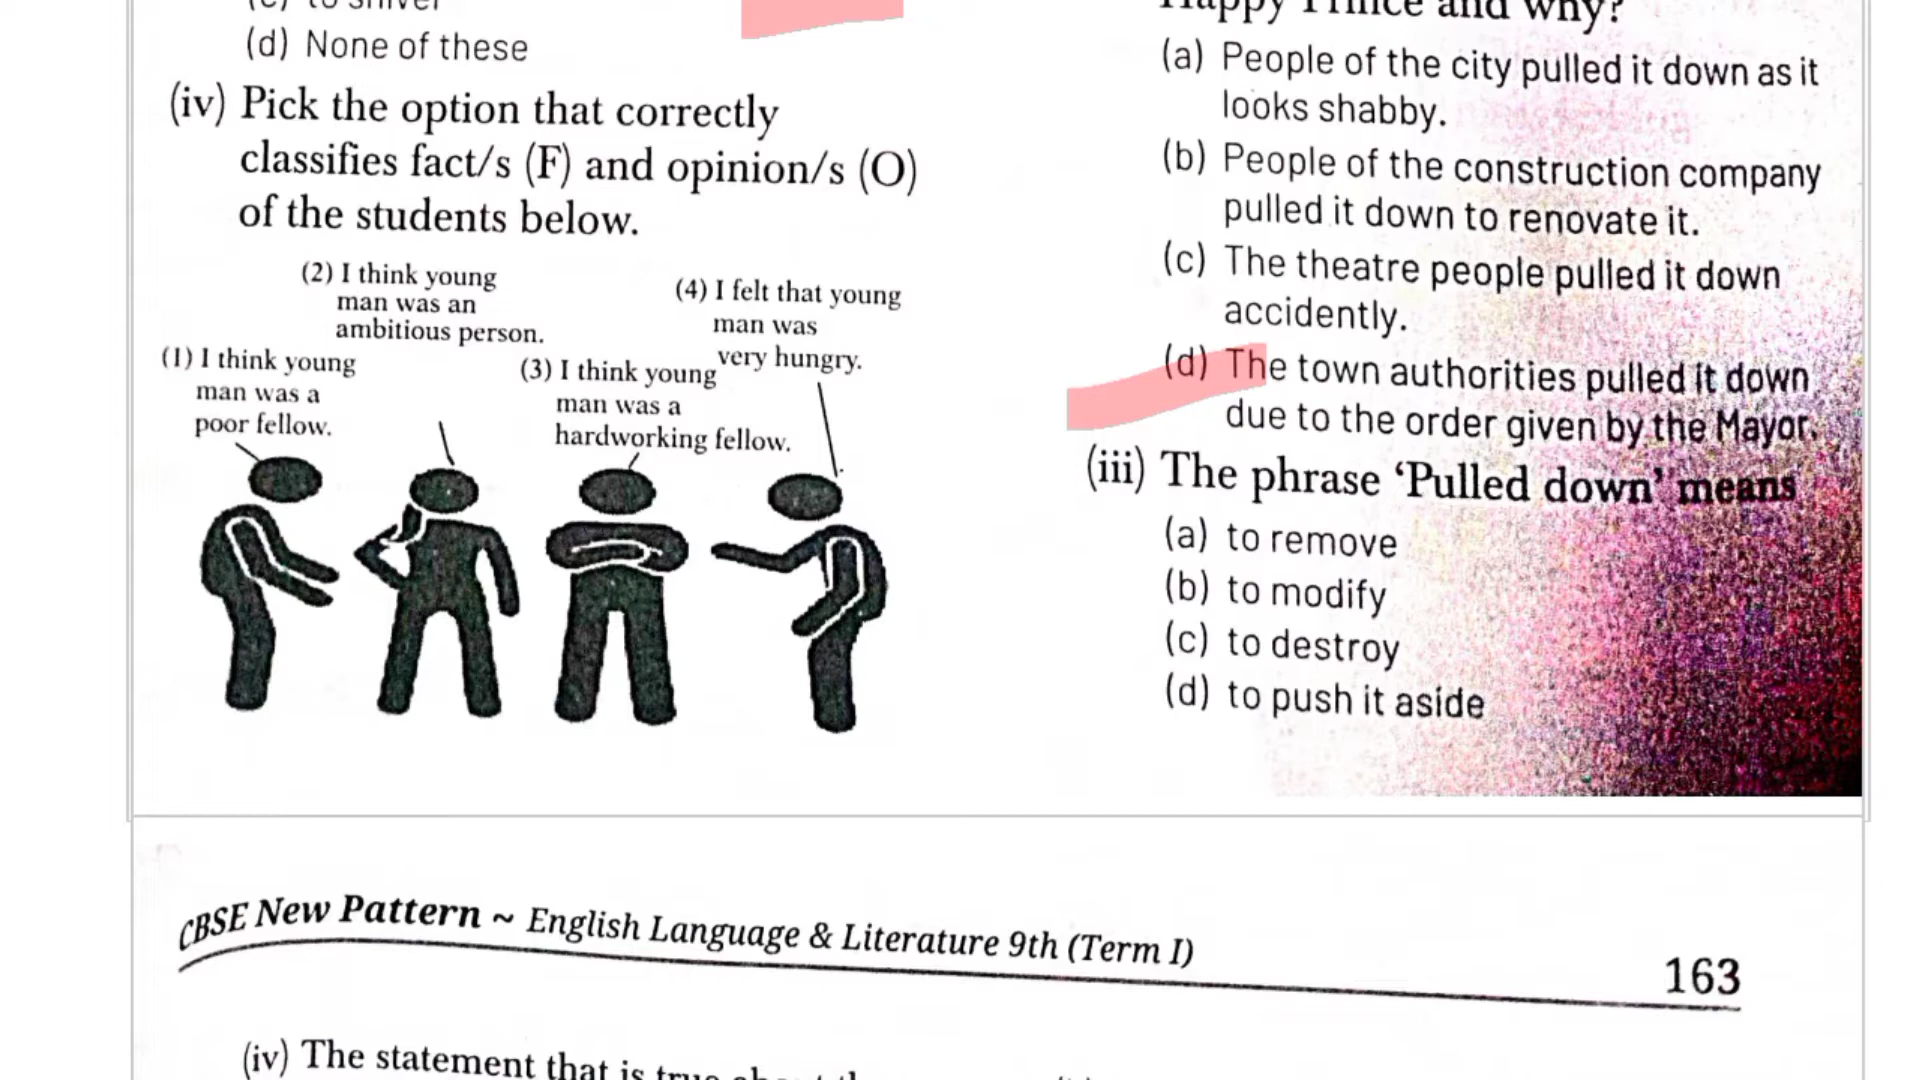 (c) to shiver
(d) None of these
(iv) Pick the option that correctly
classifies fact/s (F) and opinion/s (O)
of the students below.
(2) I think young
man was an
ambitious person.
(4) I felt that young
man was
very hungry.
(1) I think young
man was a
poor fellow.
(3) I think young
man was a
hardworking fellow.
Happy Prince and why?
(a) People of the city pulled it down as it
looks shabby.
(b) People of the construction company
pulled it down to renovate it.
(c) The theatre people pulled it down
accidently.
(d) The town authorities pulled it down
due to the order given by the Mayor.
(iii) The phrase ‘Pulled down’ means
(a) to remove
(b) to modify
(c) to destroy
(d) to push it aside
CBSE New Pattern ~ English Language & Literature 9th (Term I)
163
(iv) The statement that is true about the